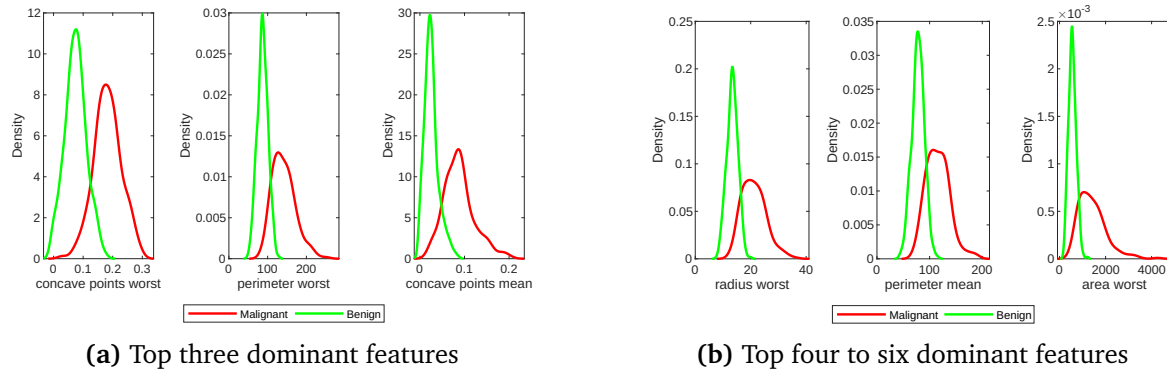 12
10
8
6
4
2
0
Density
0 0.1 0.2 0.3
concave points worst
0.03
0.025
0.02
0.015
0.01
0.005
0
Density
0 100 200
perimeter worst
30
25
20
15
10
5
0
Density
0 0.1 0.2
concave points mean
Malignant Benign
(a) Top three dominant features
0.25
0.2
0.15
0.1
0.05
0
Density
0 20 40
radius worst
0.035
0.03
0.025
0.02
0.015
0.01
0.005
0
Density
0 100 200
perimeter mean
2.5 ×10⁻³
2
1.5
1
0.5
0
Density
0 2000 4000
area worst
Malignant Benign
(b) Top four to six dominant features